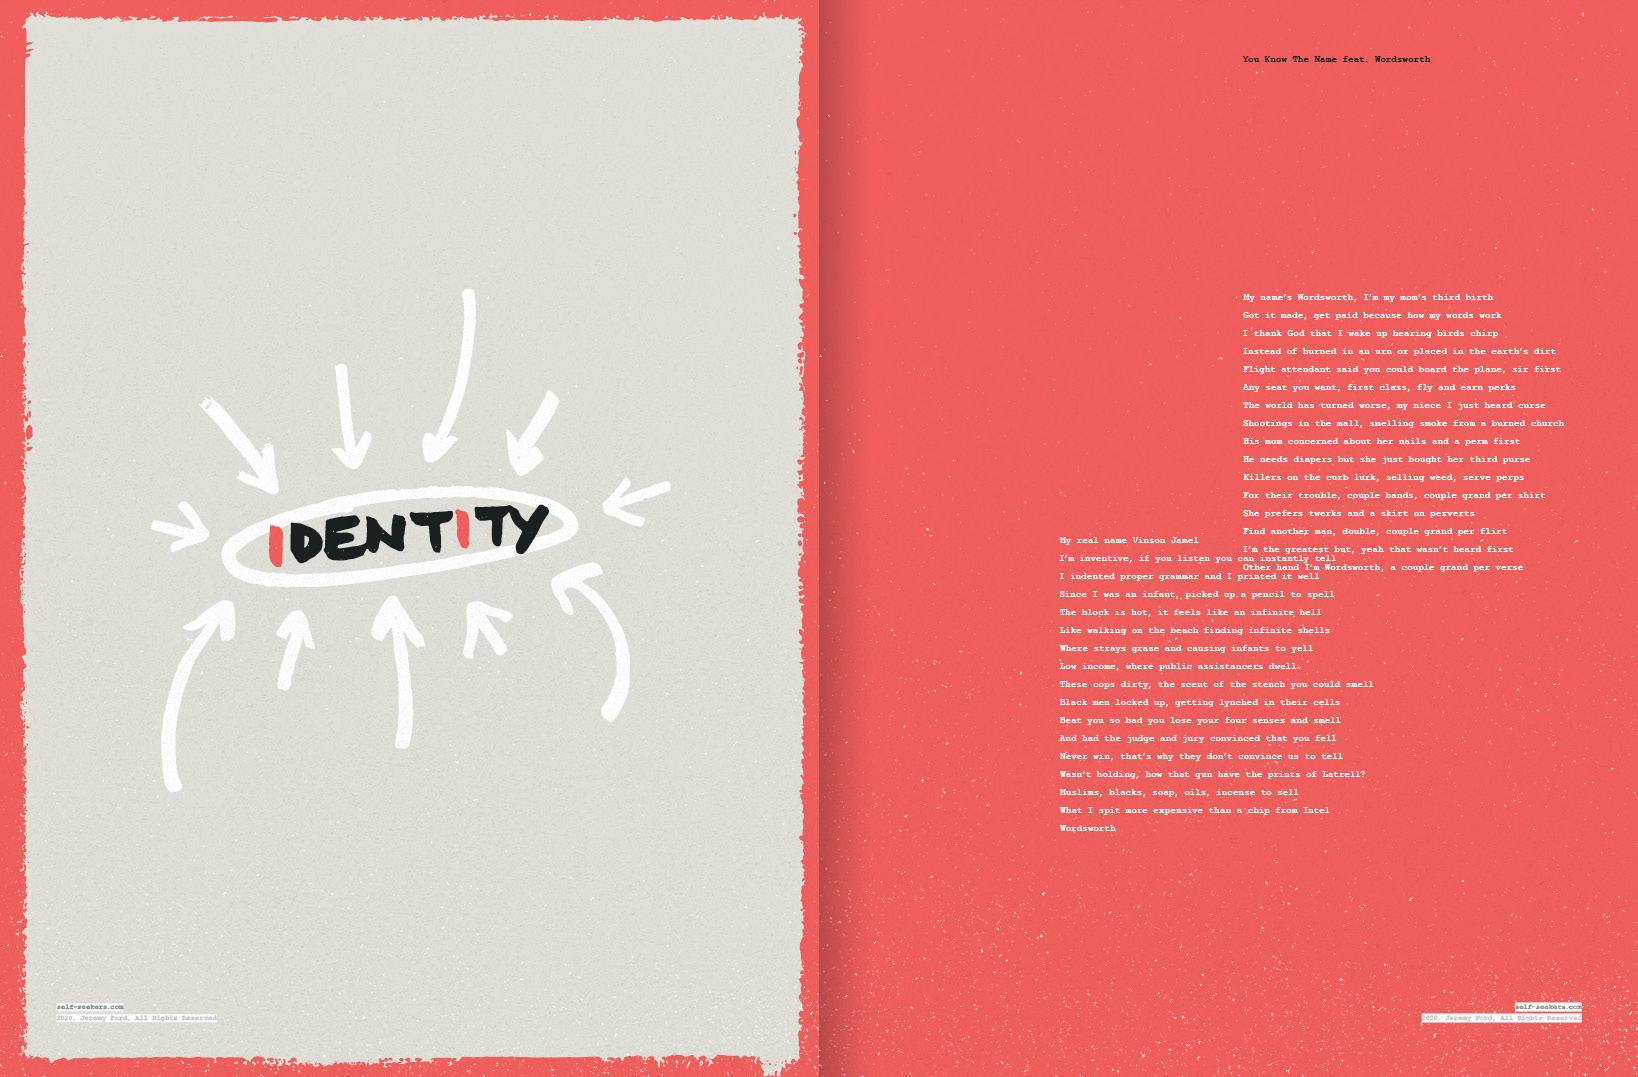 IDENTITY
self-seekers.com
2020, Jeremy Ford, All Rights Reserved
You Know The Name feat. Wordsworth
My name's Wordsworth, I'm my mom's third birth
Got it made, get paid because how my words work
I thank God that I wake up hearing birds chirp
Instead of burned in an urn or placed in the earth's dirt
Flight attendant said you could board the plane, sir first
Any seat you want, first class, fly and earn perks
The world has turned worse, my niece I just heard curse
Shootings in the mall, smelling smoke from a burned church
His mom concerned about her nails and a perm first
He needs diapers but she just bought her third purse
Killers on the curb lurk, selling weed, serve perps
For their trouble, couple bands, couple grand per shirt
She prefers twerks and a skirt on perverts
Find another man, double, couple grand per flirt
I'm the greatest but, yeah that wasn't heard first
Other hand I'm Wordsworth, a couple grand per verse
My real name Vinson Jamel
I'm inventive, if you listen you can instantly tell
I indented proper grammar and I printed it well
Since I was an infant, picked up a pencil to spell
The block is hot, it feels like an infinite hell
Like walking on the beach finding infinite shells
Where strays graze and causing infants to yell
Low income, where public assistancers dwell
These cops dirty, the scent of the stench you could smell
Black men locked up, getting lynched in their cells
Beat you so bad you lose your four senses and smell
And had the judge and jury convinced that you fell
Never win, that's why they don't convince us to tell
Wasn't holding, how that gun have the prints of Latrell?
Muslims, blacks, soap, oils, incense to sell
What I spit more expensive than a chip from Intel
Wordsworth
self-seekers.com
2020, Jeremy Ford, All Rights Reserved